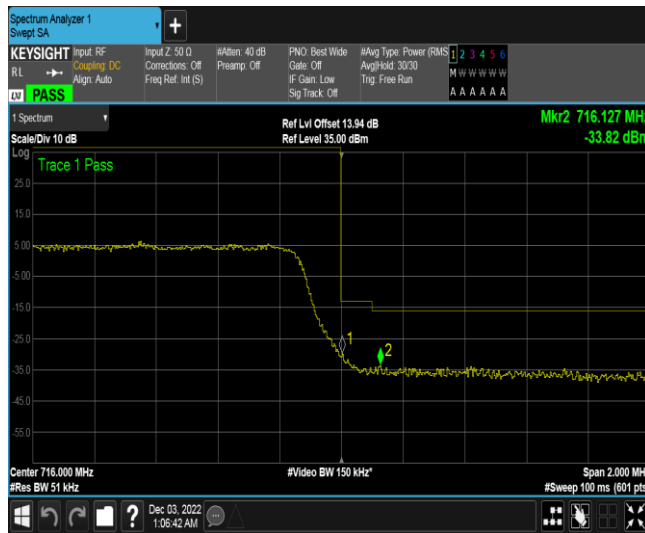 Spectrum Analyzer 1
Swept SA
KEYSIGHT
RL
LXI PASS
Input: RF
Coupling: DC
Align: Auto
Input Z: 50 Ω
Corrections: Off
Freq Ref: Int (S)
#Atten: 40 dB
Preamp: Off
PNO: Best Wide
Gate: Off
IF Gain: Low
Sig Track: Off
#Avg Type: Power (RMS
Avg|Hold: 30/30
Trig: Free Run
1 2 3 4 5 6
M W W W W W
A A A A A A
1 Spectrum
Scale/Div 10 dB
Ref Lvl Offset 13.94 dB
Ref Level 35.00 dBm
Mkr2 716.127 MHz
-33.82 dBm
Log
Trace 1 Pass
25.0
15.0
5.00
-5.00
-15.0
-25.0
-35.0
-45.0
-55.0
1
2
Center 716.000 MHz
#Res BW 51 kHz
#Video BW 150 kHz*
Span 2.000 MH
#Sweep 100 ms (601 pts
?
Dec 03, 2022
1:06:42 AM